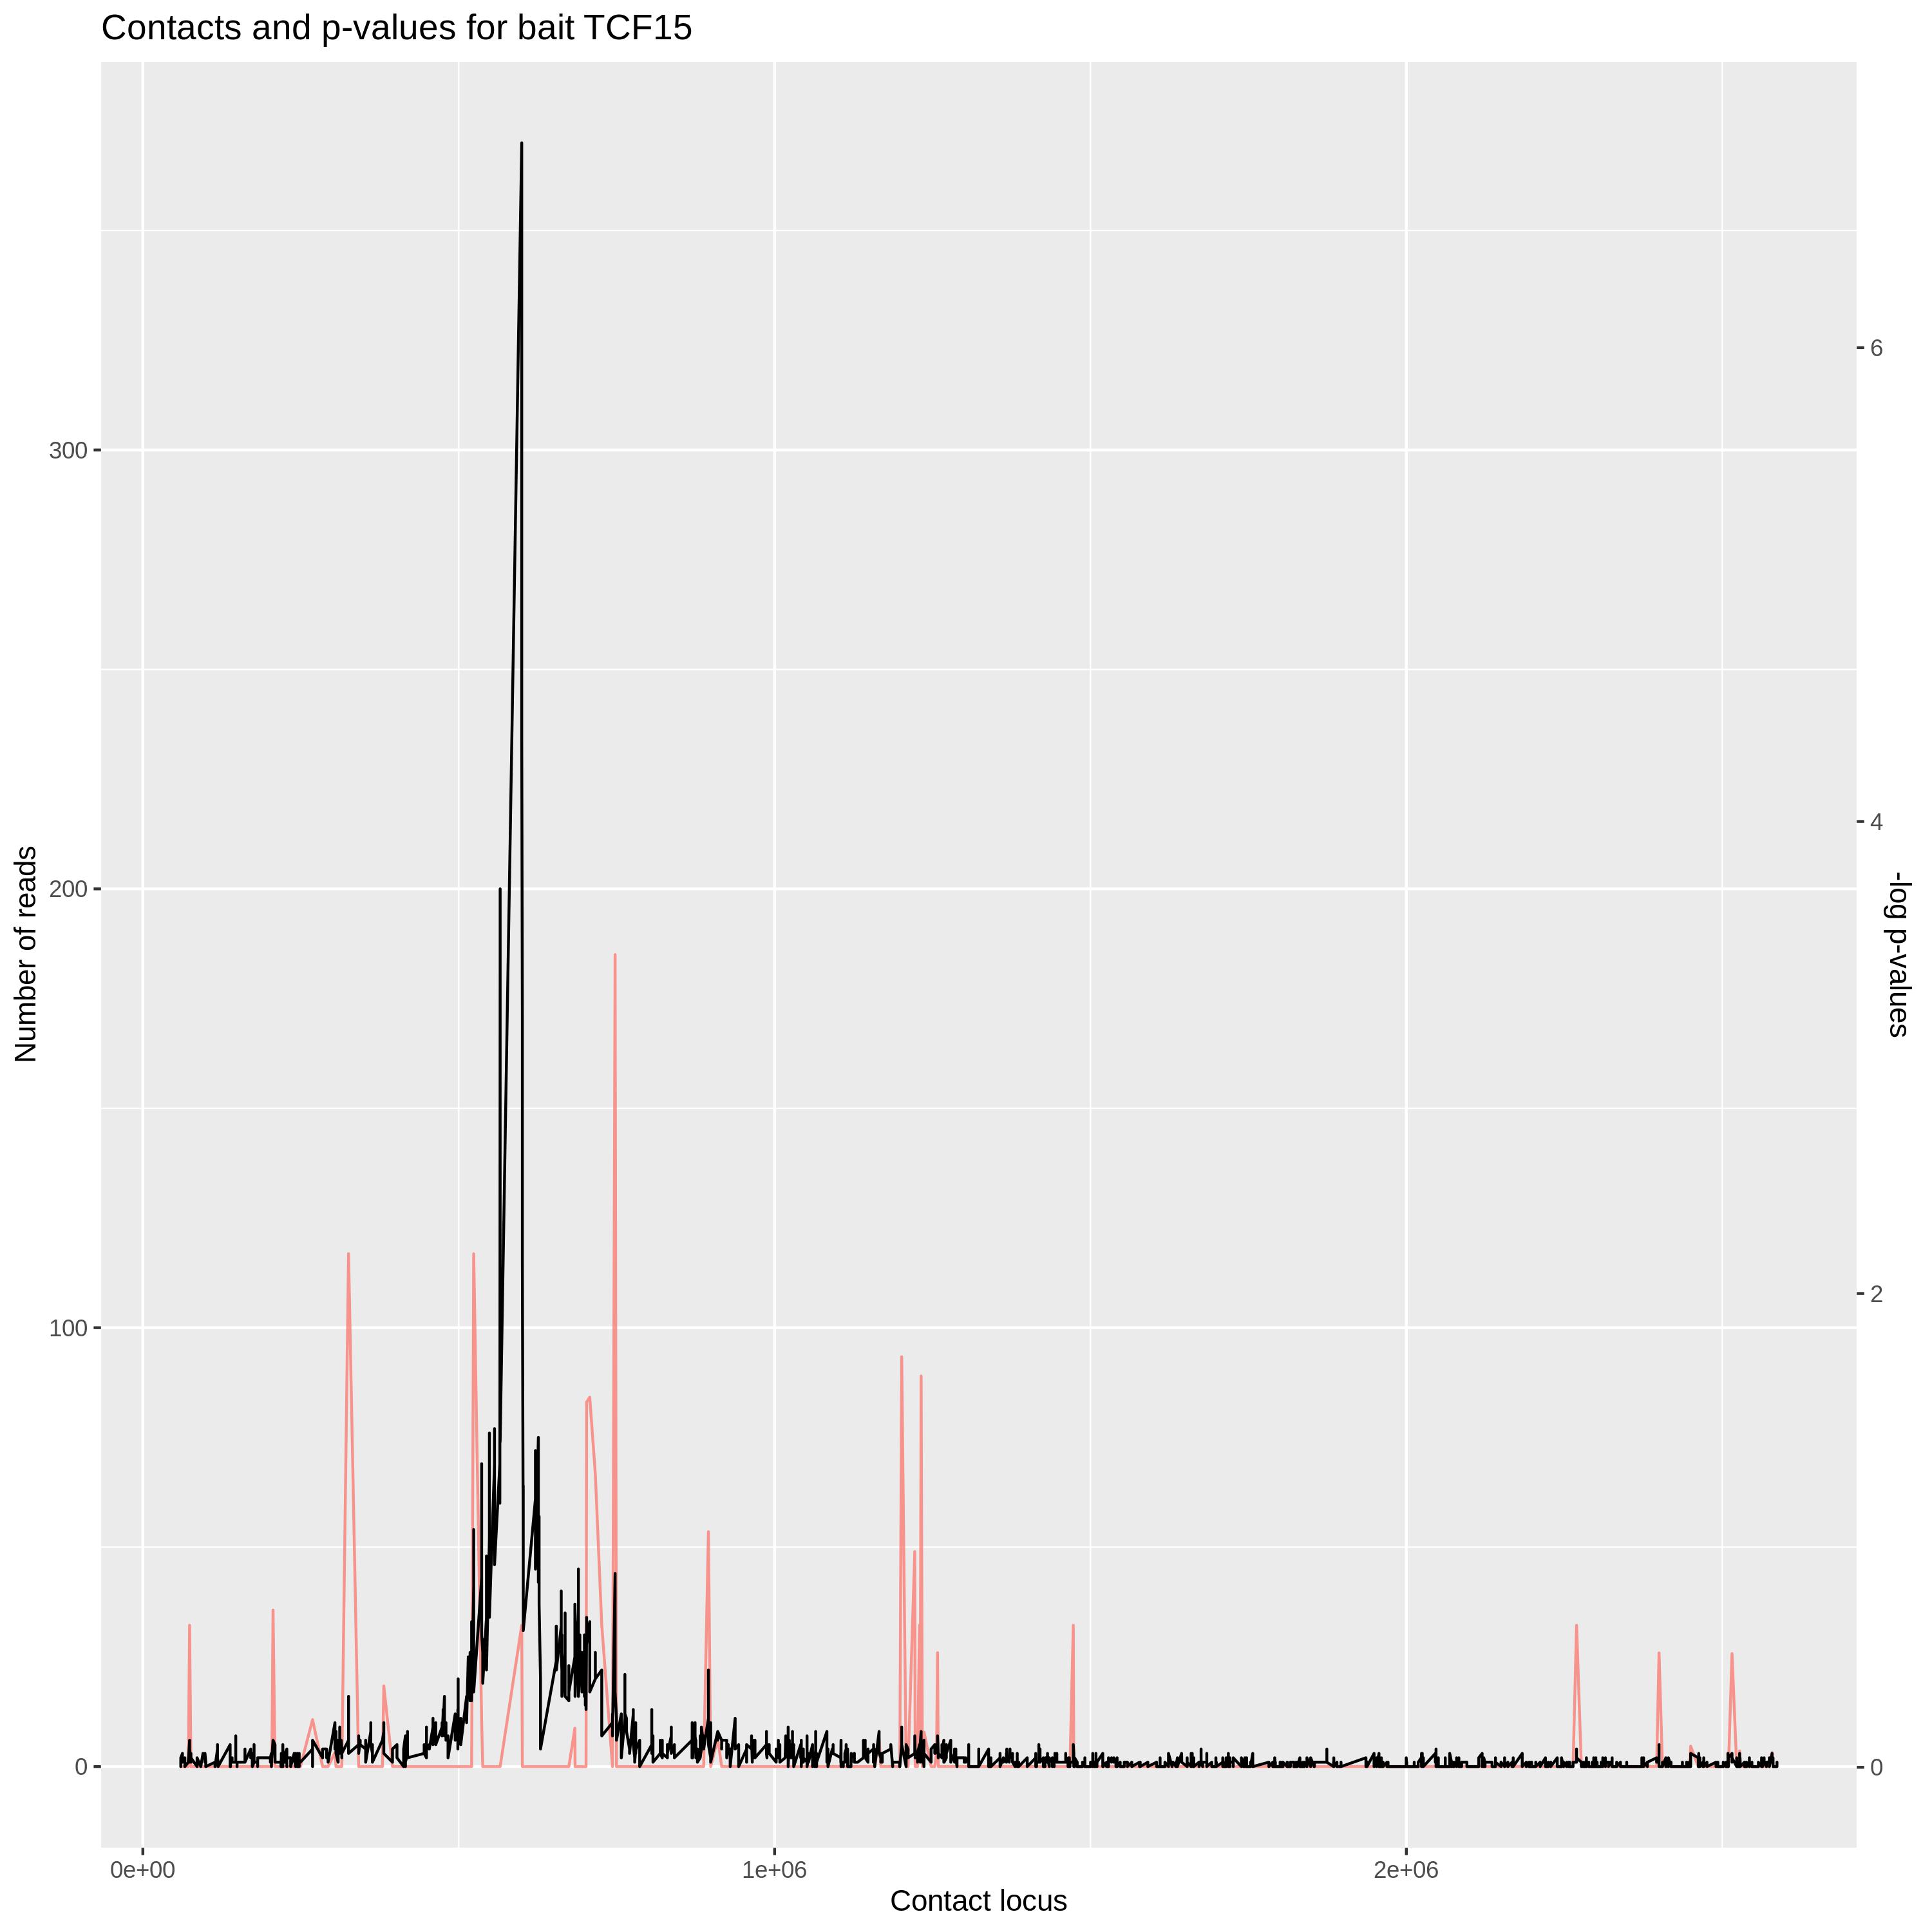 Contacts and p-values for bait TCF15
Number of reads
300
200
100
0
6
4
2
0
-log p-values
0e+00
1e+06
2e+06
Contact locus